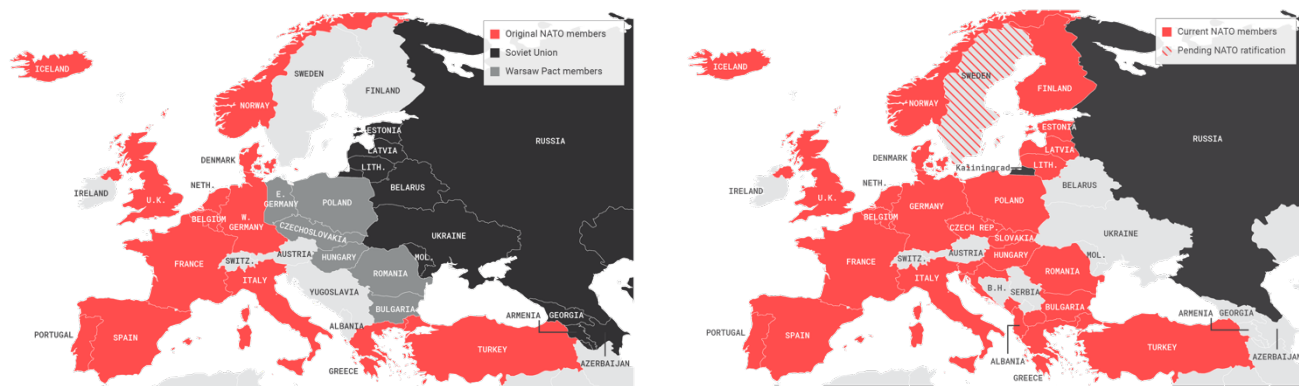 Original NATO members
Soviet Union
Warsaw Pact members
ICELAND
SWEDEN
FINLAND
NORWAY
RUSSIA
ESTONIA
LATVIA
LITH.
DENMARK
BELARUS
IRELAND
NETH.
U.K.
E.
GERMANY
POLAND
BELGIUM
W.
GERMANY
CZECHOSLOVAKIA
UKRAINE
FRANCE
SWITZ.
AUSTRIA
HUNGARY
MOL.
ROMANIA
ITALY
YUGOSLAVIA
BULGARIA
PORTUGAL
SPAIN
ALBANIA
ARMENIA
GEORGIA
TURKEY
GREECE
AZERBAIJAN
Current NATO members
Pending NATO ratification
ICELAND
SWEDEN
FINLAND
NORWAY
RUSSIA
ESTONIA
LATVIA
LITH.
DENMARK
Kaliningrad
IRELAND
NETH.
BELARUS
U.K.
GERMANY
POLAND
BELGIUM
CZECH REP.
UKRAINE
SLOVAKIA
FRANCE
SWITZ.
AUSTRIA
HUNGARY
MOL.
ROMANIA
ITALY
B.H.
SERBIA
BULGARIA
PORTUGAL
SPAIN
ARMENIA
GEORGIA
TURKEY
ALBANIA
AZERBAIJAN
GREECE